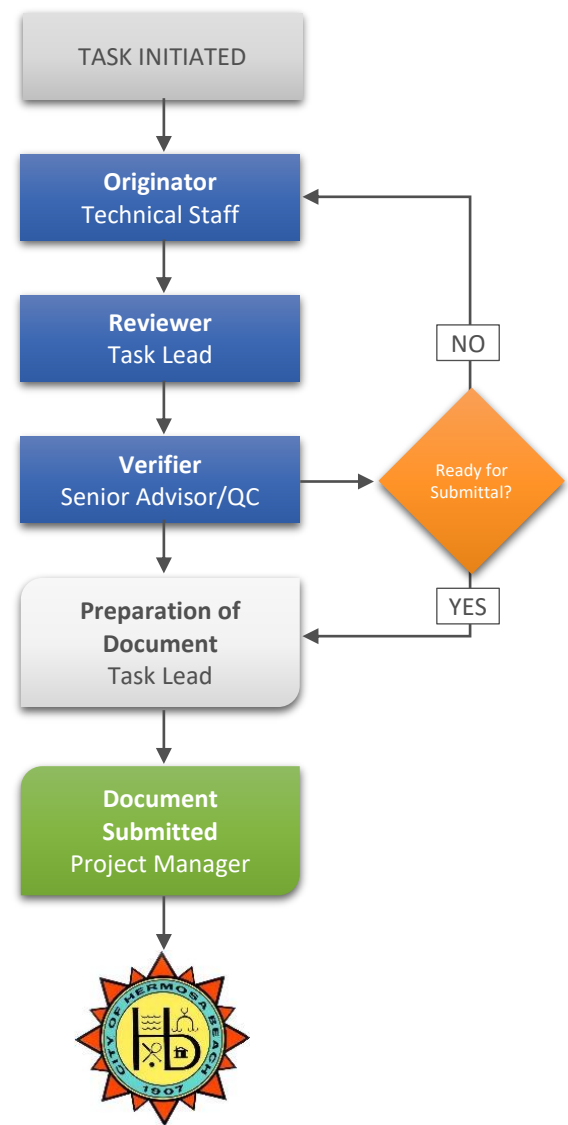 TASK INITIATED
Originator
Technical Staff
Reviewer
Task Lead
NO
Verifier
Senior Advisor/QC
Ready for
Submittal?
YES
Preparation of
Document
Task Lead
Document
Submitted
Project Manager
CITY OF HERMOSA BEACH
Hb
1907